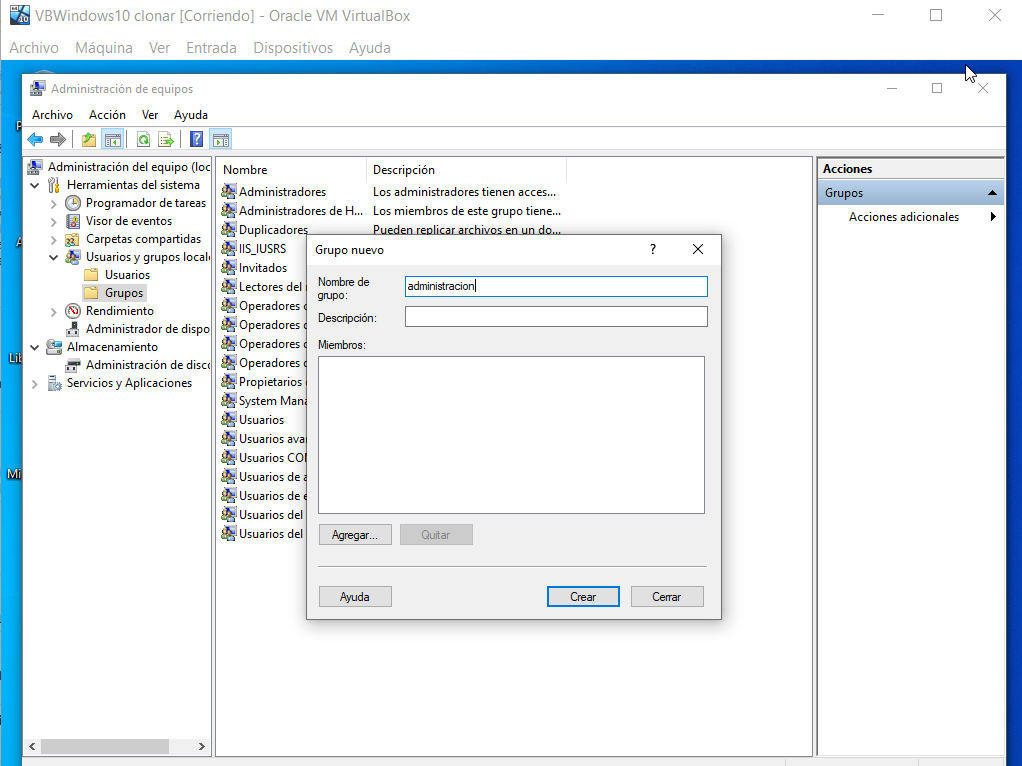 VBWindows10 clonar [Corriendo] - Oracle VM VirtualBox
Archivo Máquina Ver Entrada Dispositivos Ayuda
Administración de equipos
Archivo Acción Ver Ayuda
Administración del equipo (loc
Herramientas del sistema
Programador de tareas
Visor de eventos
Carpetas compartidas
Usuarios y grupos locale
Usuarios
Grupos
Rendimiento
Administrador de dispo
Almacenamiento
Administración de disco
Servicios y Aplicaciones
Nombre Descripción
Administradores Los administradores tienen acces...
Administradores de H... Los miembros de este grupo tiene...
Duplicadores Pueden replicar archivos en un do...
IIS_IUSRS
Invitados
Lectores del
Operadores
Operadores
Operadores
Operadores
Propietarios
System Mana
Usuarios
Usuarios ava
Usuarios COM
Usuarios de a
Usuarios de
Usuarios del
Usuarios del
Grupo nuevo ?
Nombre de
grupo:
administracion
Descripción:
Miembros:
Agregar... Quitar
Ayuda Crear Cerrar
Acciones
Grupos
Acciones adicionales